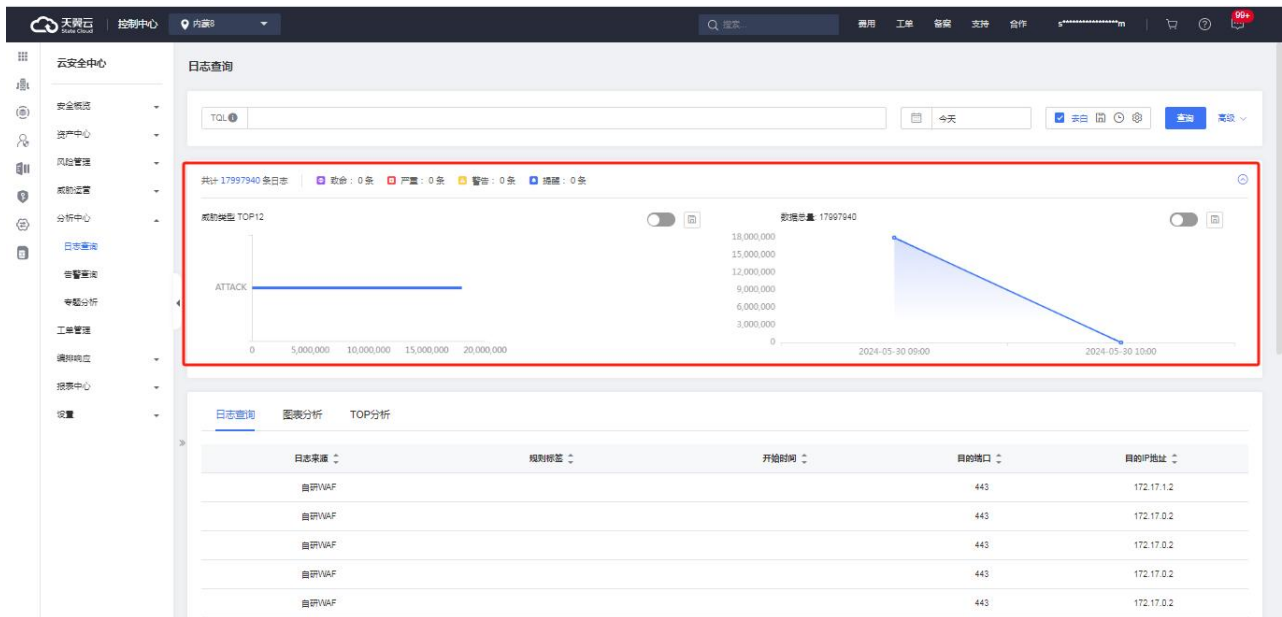 天翼云 State Cloud 控制中心 内蒙8 搜索... 费用 工单 备案 支持 合作 s*****************m 99+
云安全中心
安全概览
资产中心
风险管理
威胁运营
分析中心
日志查询
告警查询
专题分析
工单管理
编排响应
报表中心
设置
日志查询
TQL 今天 去白 查询 高级
共计 17997940 条日志 致命：0条 严重：0条 警告：0条 提醒：0条
威胁类型 TOP12
ATTACK
0 5,000,000 10,000,000 15,000,000 20,000,000
数据总量 17997940
18,000,000
15,000,000
12,000,000
9,000,000
6,000,000
3,000,000
0
2024-05-30 09:00 2024-05-30 10:00
日志查询 图表分析 TOP分析
日志来源 规则标签 开始时间 目的端口 目的IP地址
自研WAF 443 172.17.1.2
自研WAF 443 172.17.0.2
自研WAF 443 172.17.0.2
自研WAF 443 172.17.0.2
自研WAF 443 172.17.0.2